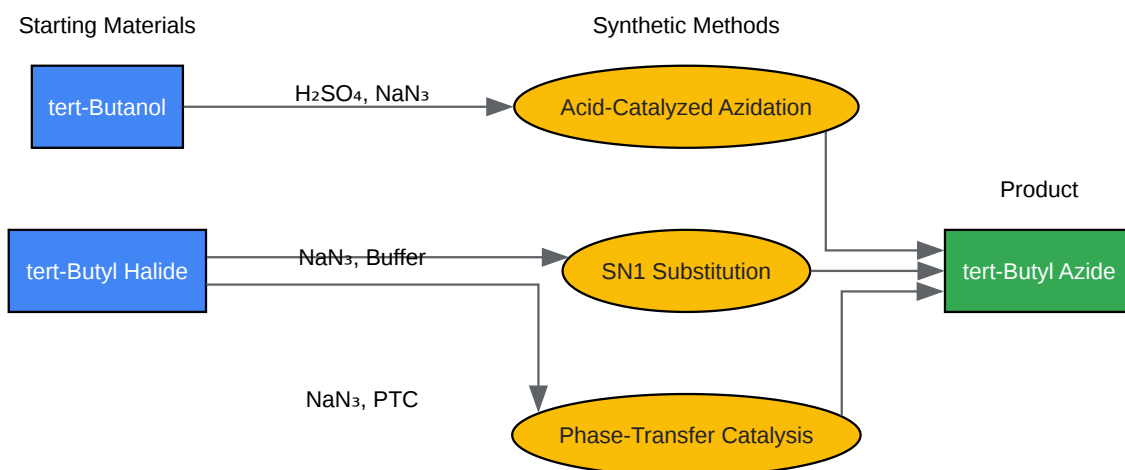 Starting Materials
Synthetic Methods
tert-Butanol
H₂SO₄, NaN₃
Acid-Catalyzed Azidation
Product
tert-Butyl Halide
NaN₃, Buffer
SN1 Substitution
tert-Butyl Azide
NaN₃, PTC
Phase-Transfer Catalysis